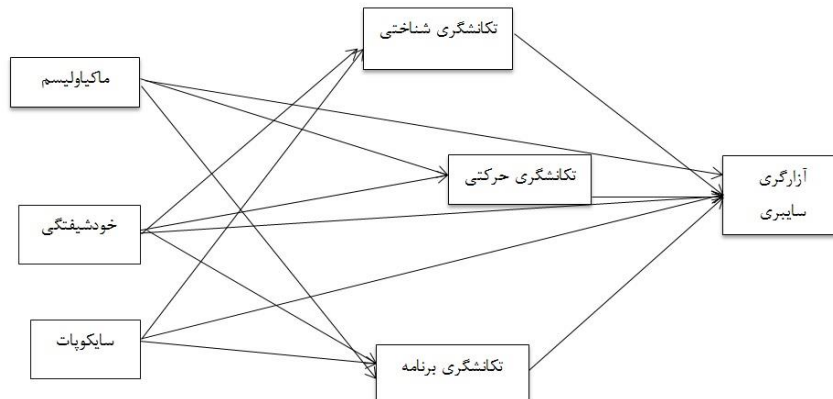 تکانشگری شناختی
ماکیاولیسم
تکانشگری حرکتی
آزارگری
سایبری
خودشیفتگی
سایکوپات
تکانشگری برنامه